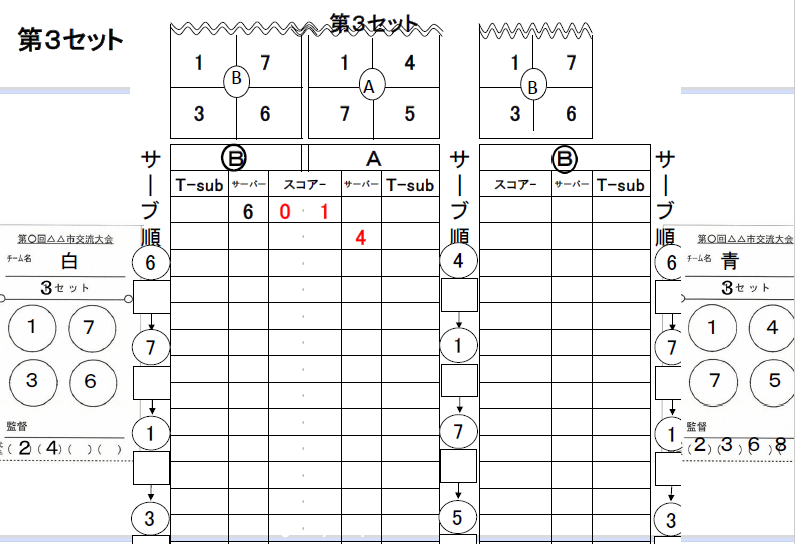 第３セット
第３セット
1 7 1 4 1 7
B A B
3 6 7 5 3 6
サーブ順 Ⓑ A サーブ順 Ⓑ サーブ順
T-sub サーバー スコアー サーバー T-sub スコアー サーバー T-sub
6 0 1
4
第〇回△△市交流大会
チーム名 白
3セット
1 7
3 6
監督
(2)(4)( )( )
6
7
1
3
4
1
7
5
6
7
1
3
第〇回△△市交流大会
チーム名 青
3セット
1 4
7 5
監督
(2)(3)(6)(8